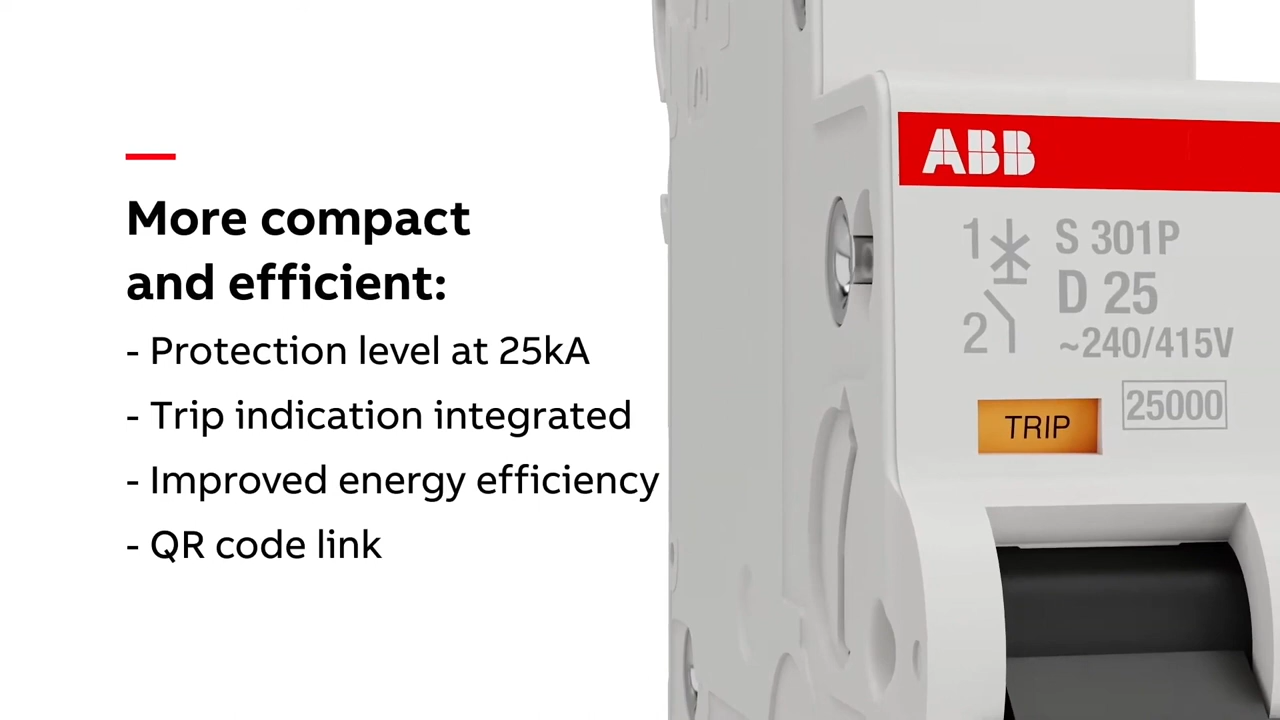 More compact
and efficient:
- Protection level at 25kA
- Trip indication integrated
- Improved energy efficiency
- QR code link
ABB
1 S 301P
D 25
2 ~240/415V
TRIP 25000